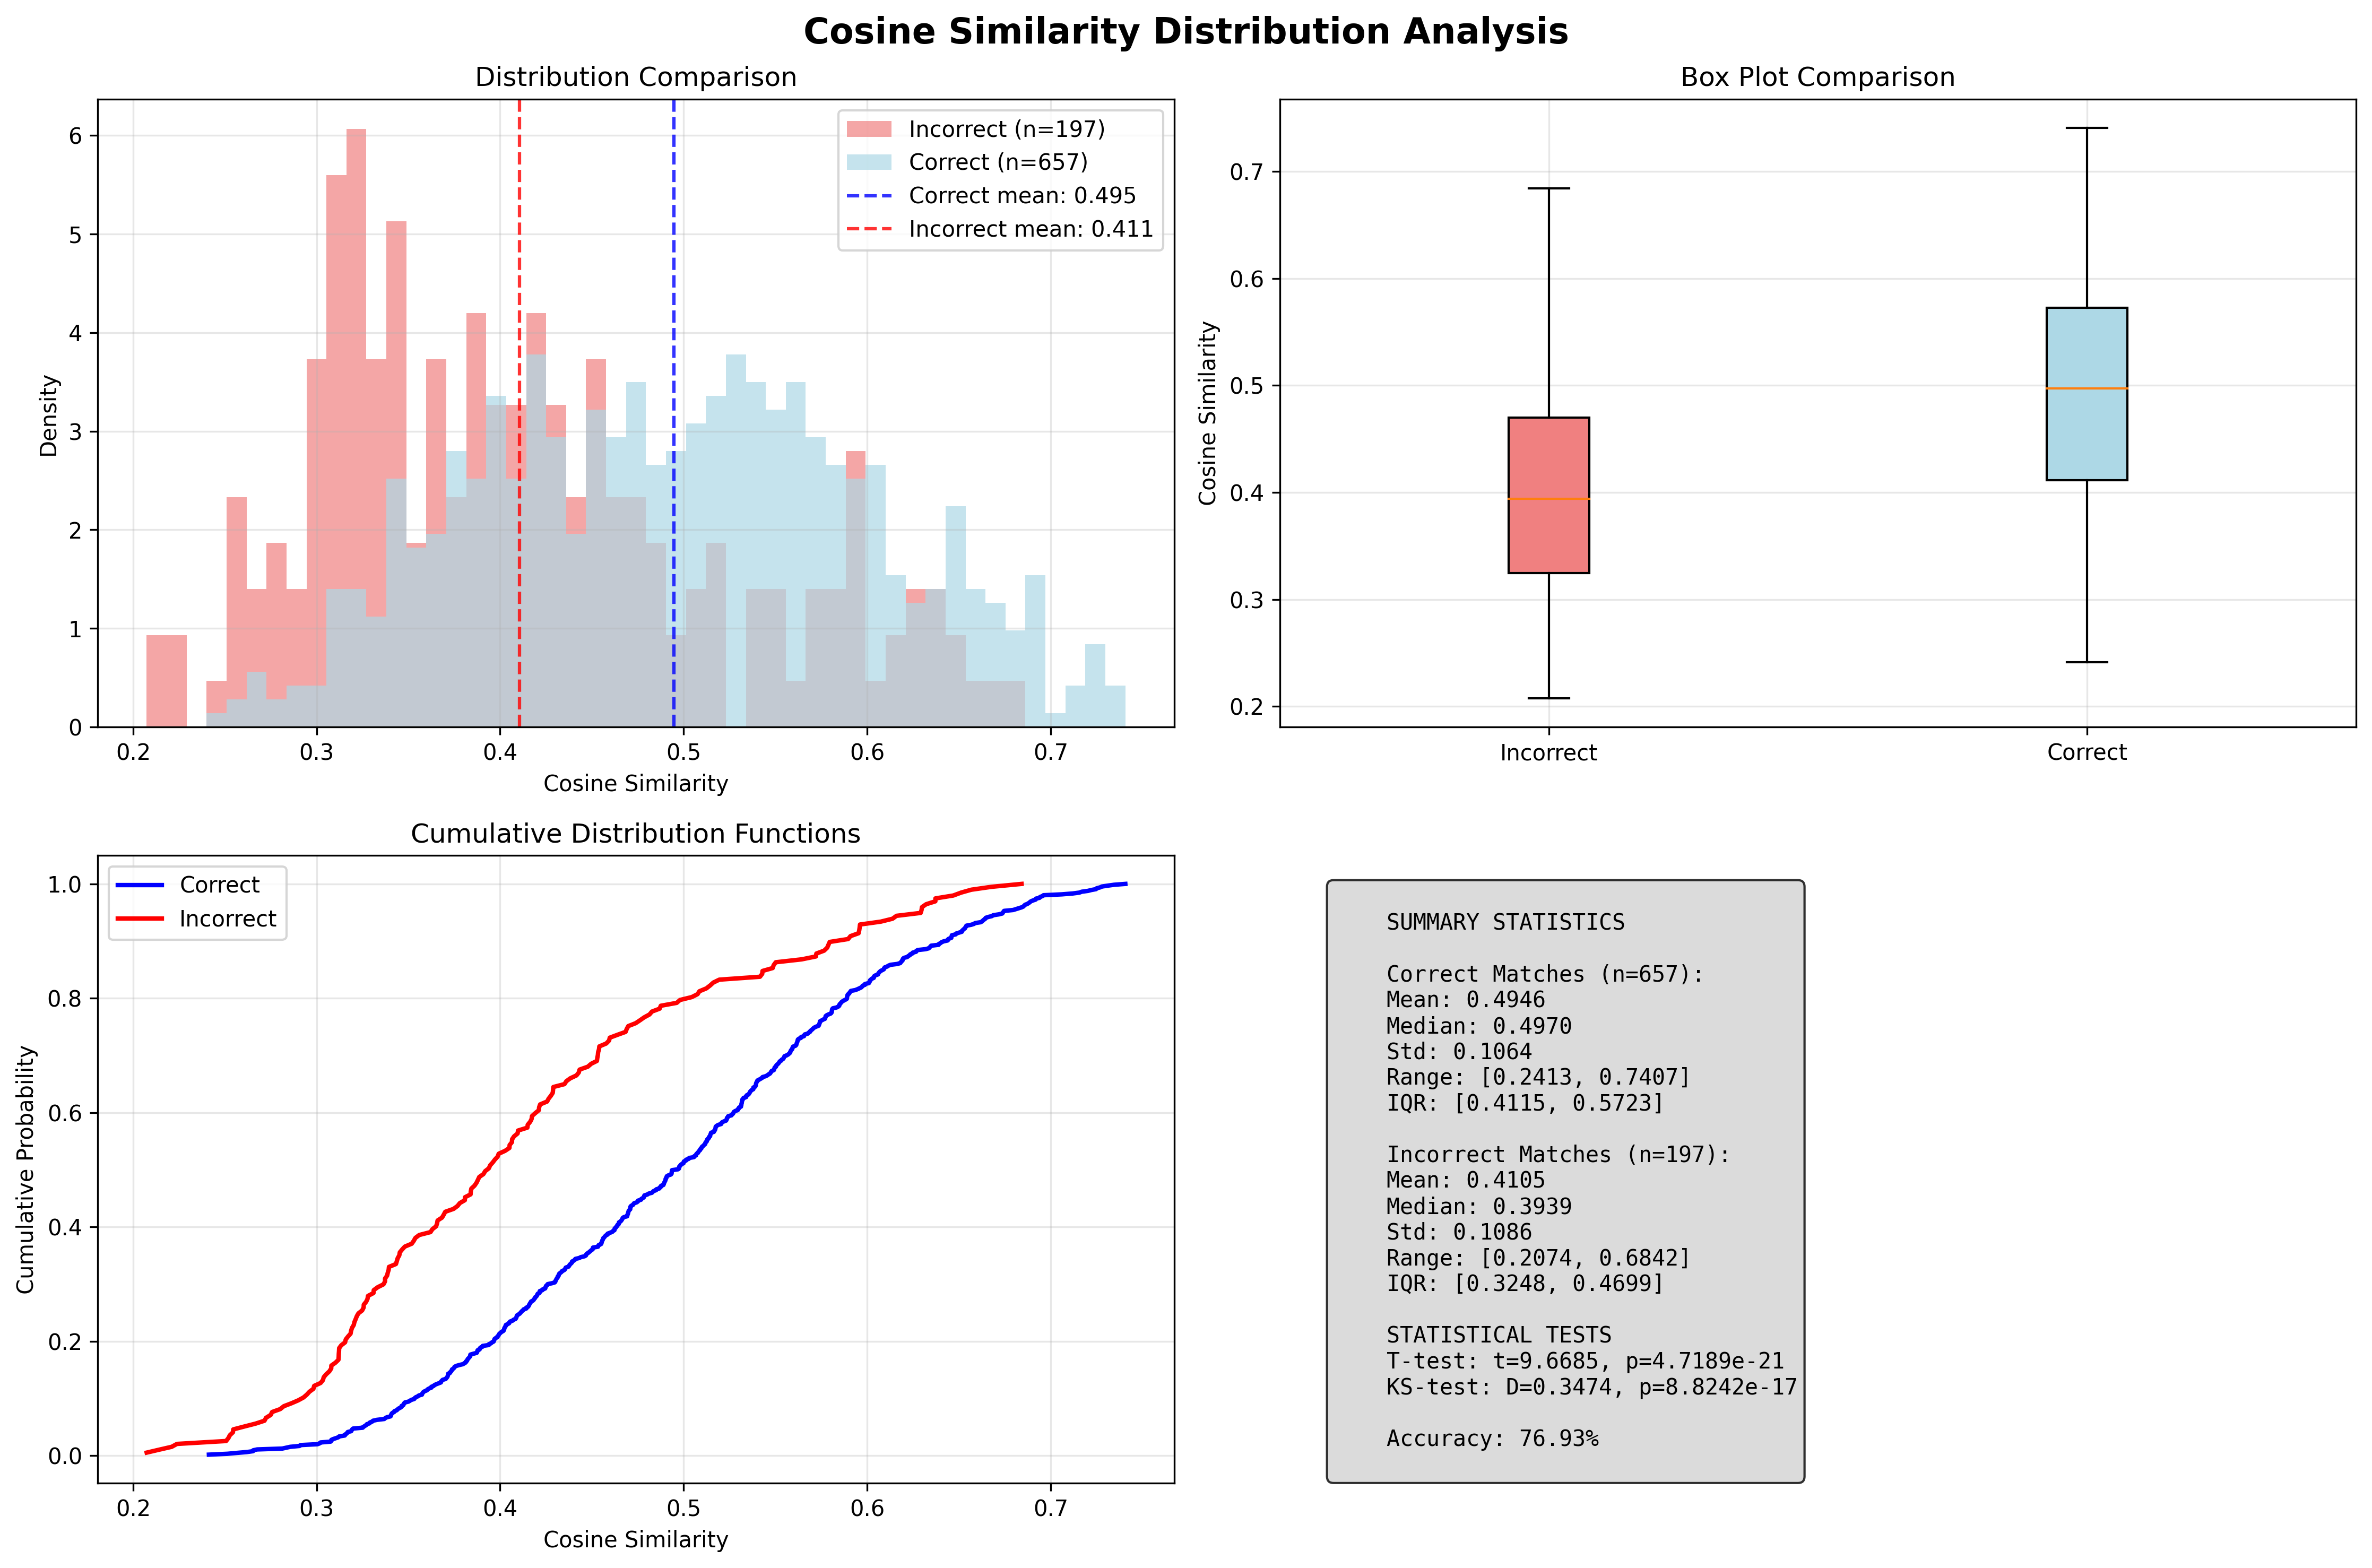 Cosine Similarity Distribution Analysis
Distribution Comparison
Density
6
5
4
3
2
1
0
0.2 0.3 0.4 0.5 0.6 0.7
Cosine Similarity
Incorrect (n=197)
Correct (n=657)
Correct mean: 0.495
Incorrect mean: 0.411
Box Plot Comparison
Cosine Similarity
0.7
0.6
0.5
0.4
0.3
0.2
Incorrect Correct
Cumulative Distribution Functions
Cumulative Probability
1.0
0.8
0.6
0.4
0.2
0.0
0.2 0.3 0.4 0.5 0.6 0.7
Cosine Similarity
Correct
Incorrect
SUMMARY STATISTICS
Correct Matches (n=657):
Mean: 0.4946
Median: 0.4970
Std: 0.1064
Range: [0.2413, 0.7407]
IQR: [0.4115, 0.5723]
Incorrect Matches (n=197):
Mean: 0.4105
Median: 0.3939
Std: 0.1086
Range: [0.2074, 0.6842]
IQR: [0.3248, 0.4699]
STATISTICAL TESTS
T-test: t=9.6685, p=4.7189e-21
KS-test: D=0.3474, p=8.8242e-17
Accuracy: 76.93%